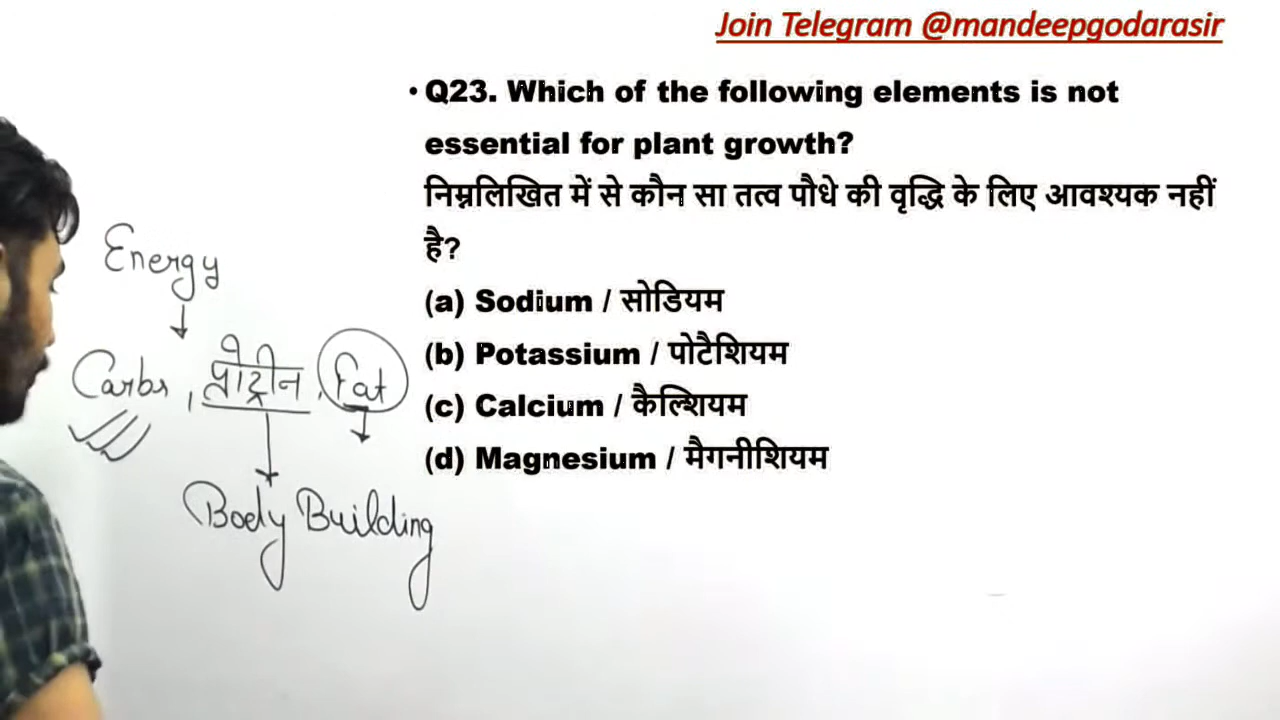 Join Telegram @mandeepgodarasir
• Q23. Which of the following elements is not
essential for plant growth?
निम्नलिखित में से कौन सा तत्व पौधे की वृद्धि के लिए आवश्यक नहीं
है?
(a) Sodium / सोडियम
(b) Potassium / पोटैशियम
(c) Calcium / कैल्शियम
(d) Magnesium / मैगनीशियम
Energy
Carbs, प्रोट्रीन, Fat
Body Building